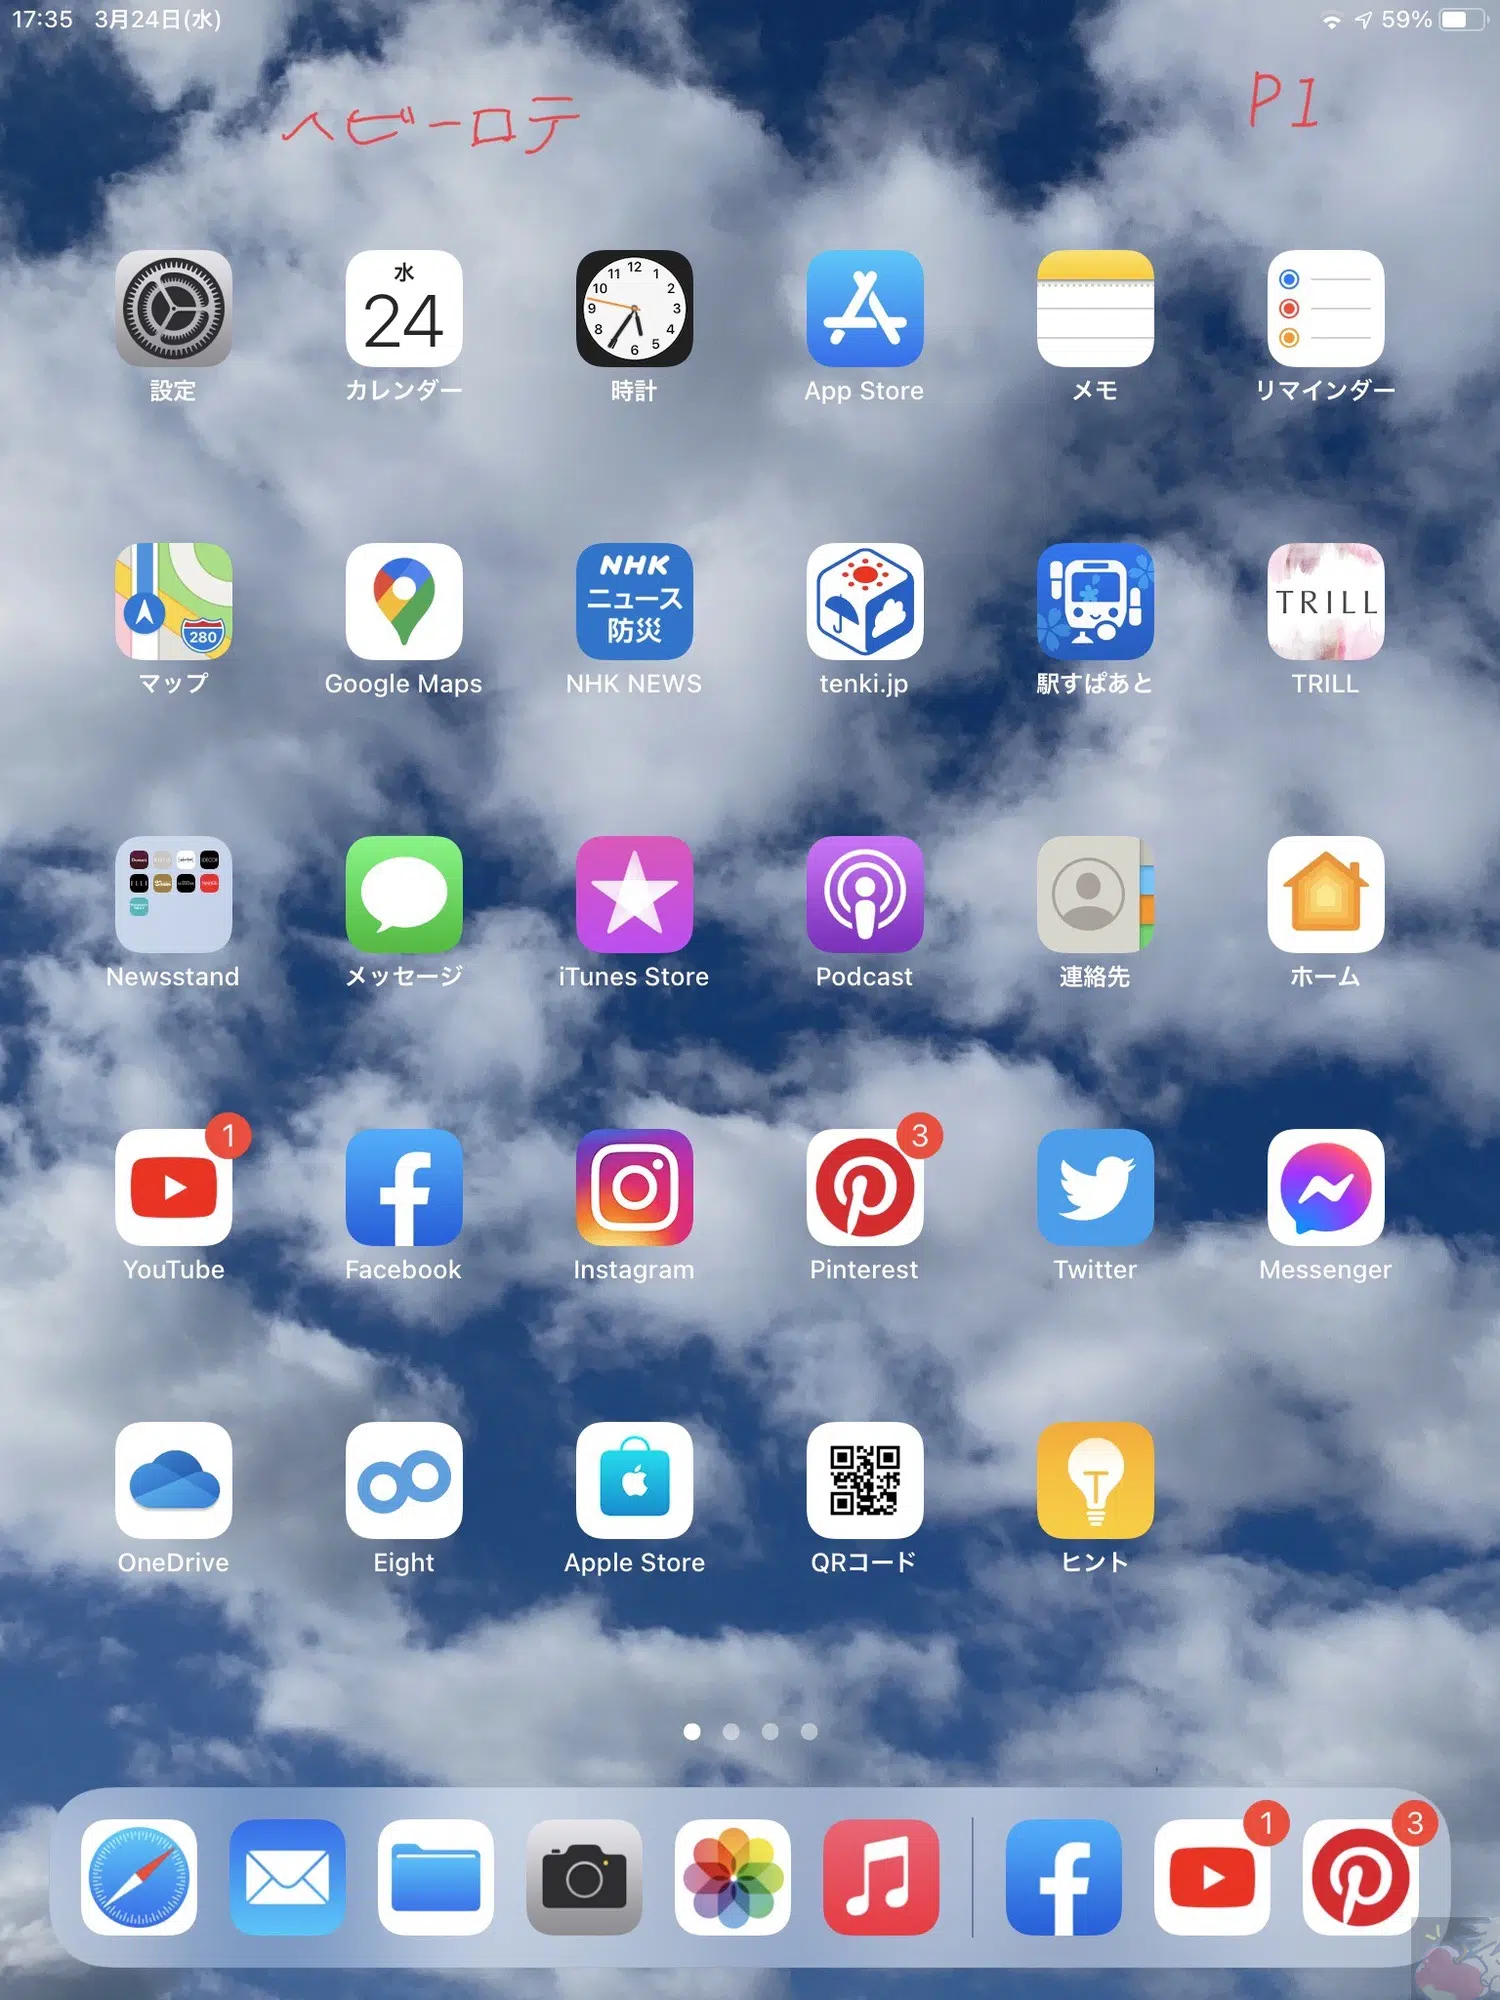 17:35 3月24日(水) 59%
ヘビーロテ P1
水
24
12 1 2 3 4 5 6 7 8 9 10 11
設定 カレンダー 時計 App Store メモ リマインダー
280
NHK
ニュース
防災
TRILL
マップ Google Maps NHK NEWS tenki.jp 駅すぱあと TRILL
Newsstand メッセージ iTunes Store Podcast 連絡先 ホーム
1 3
YouTube Facebook Instagram Pinterest Twitter Messenger
OneDrive Eight Apple Store QRコード ヒント
1 3